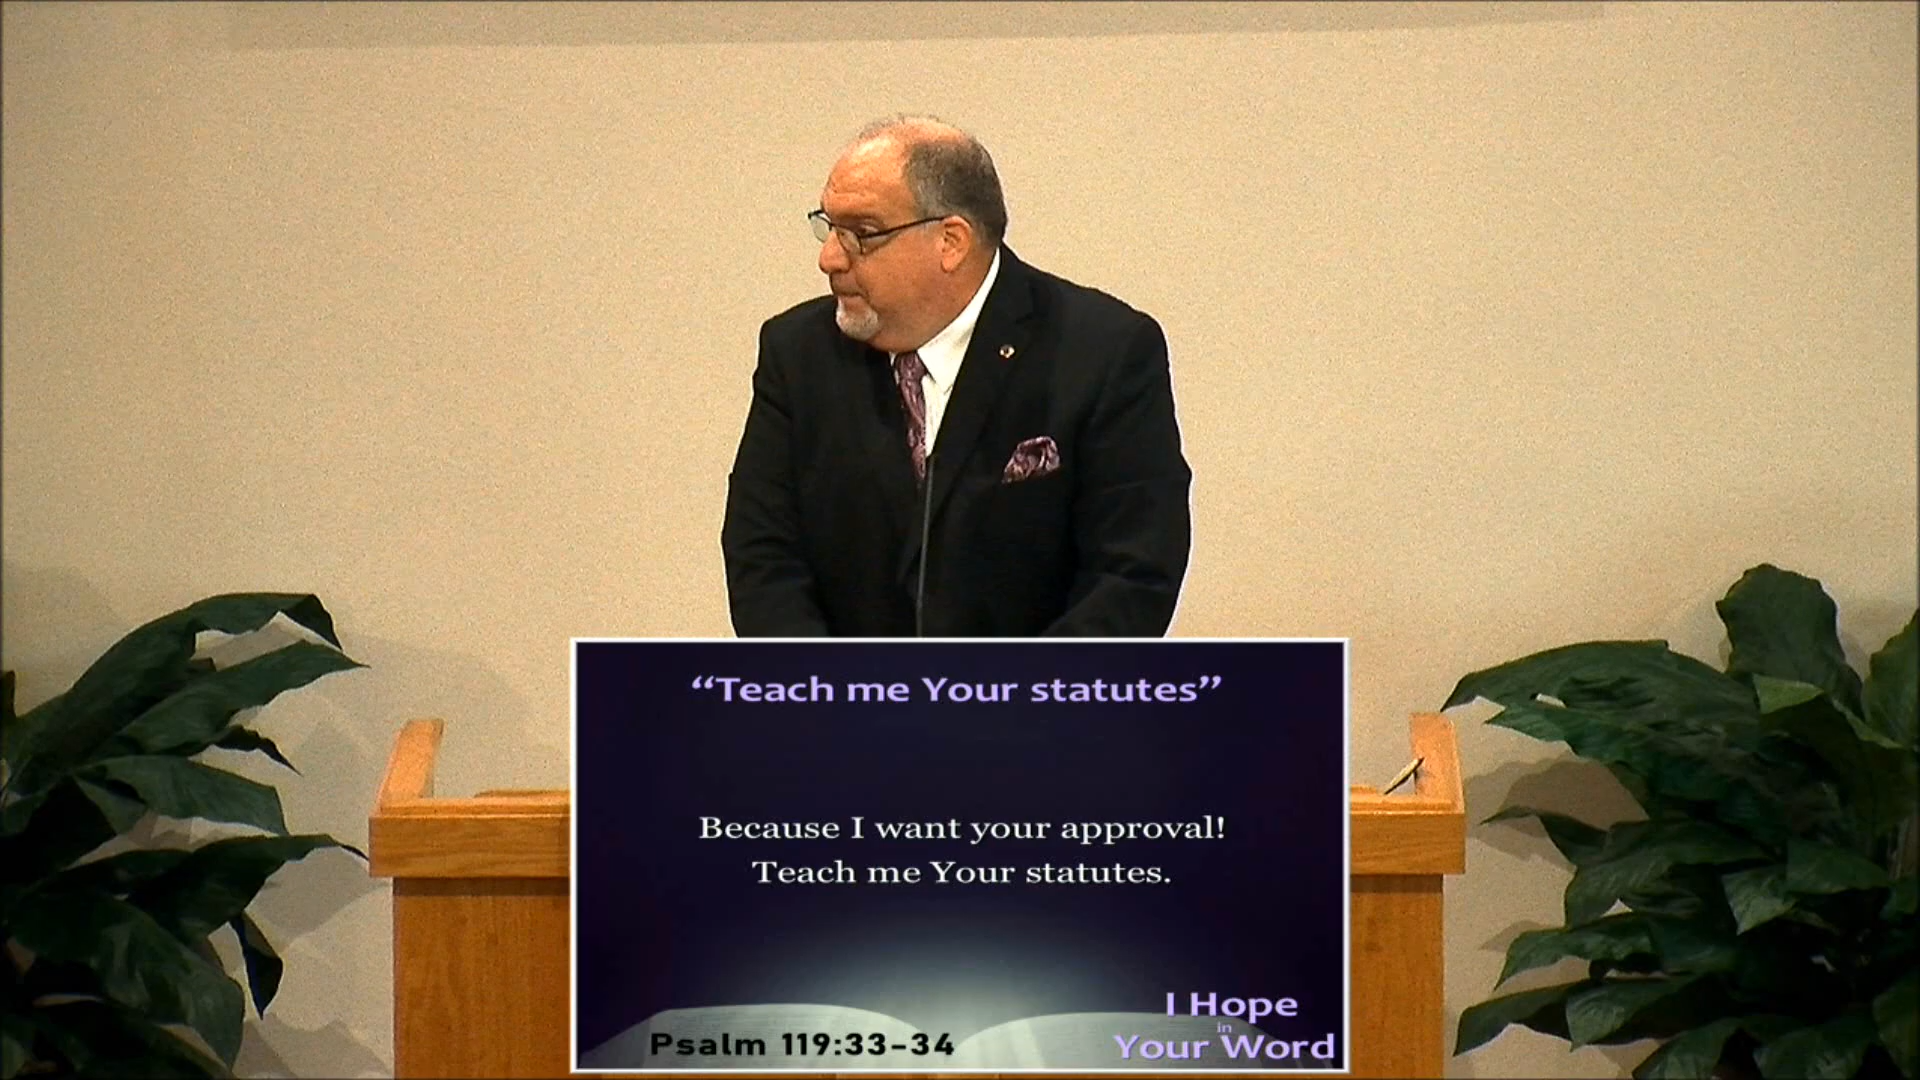 “Teach me Your statutes”
Because I want your approval!
Teach me Your statutes.
I Hope
in
Your Word
Psalm 119:33-34